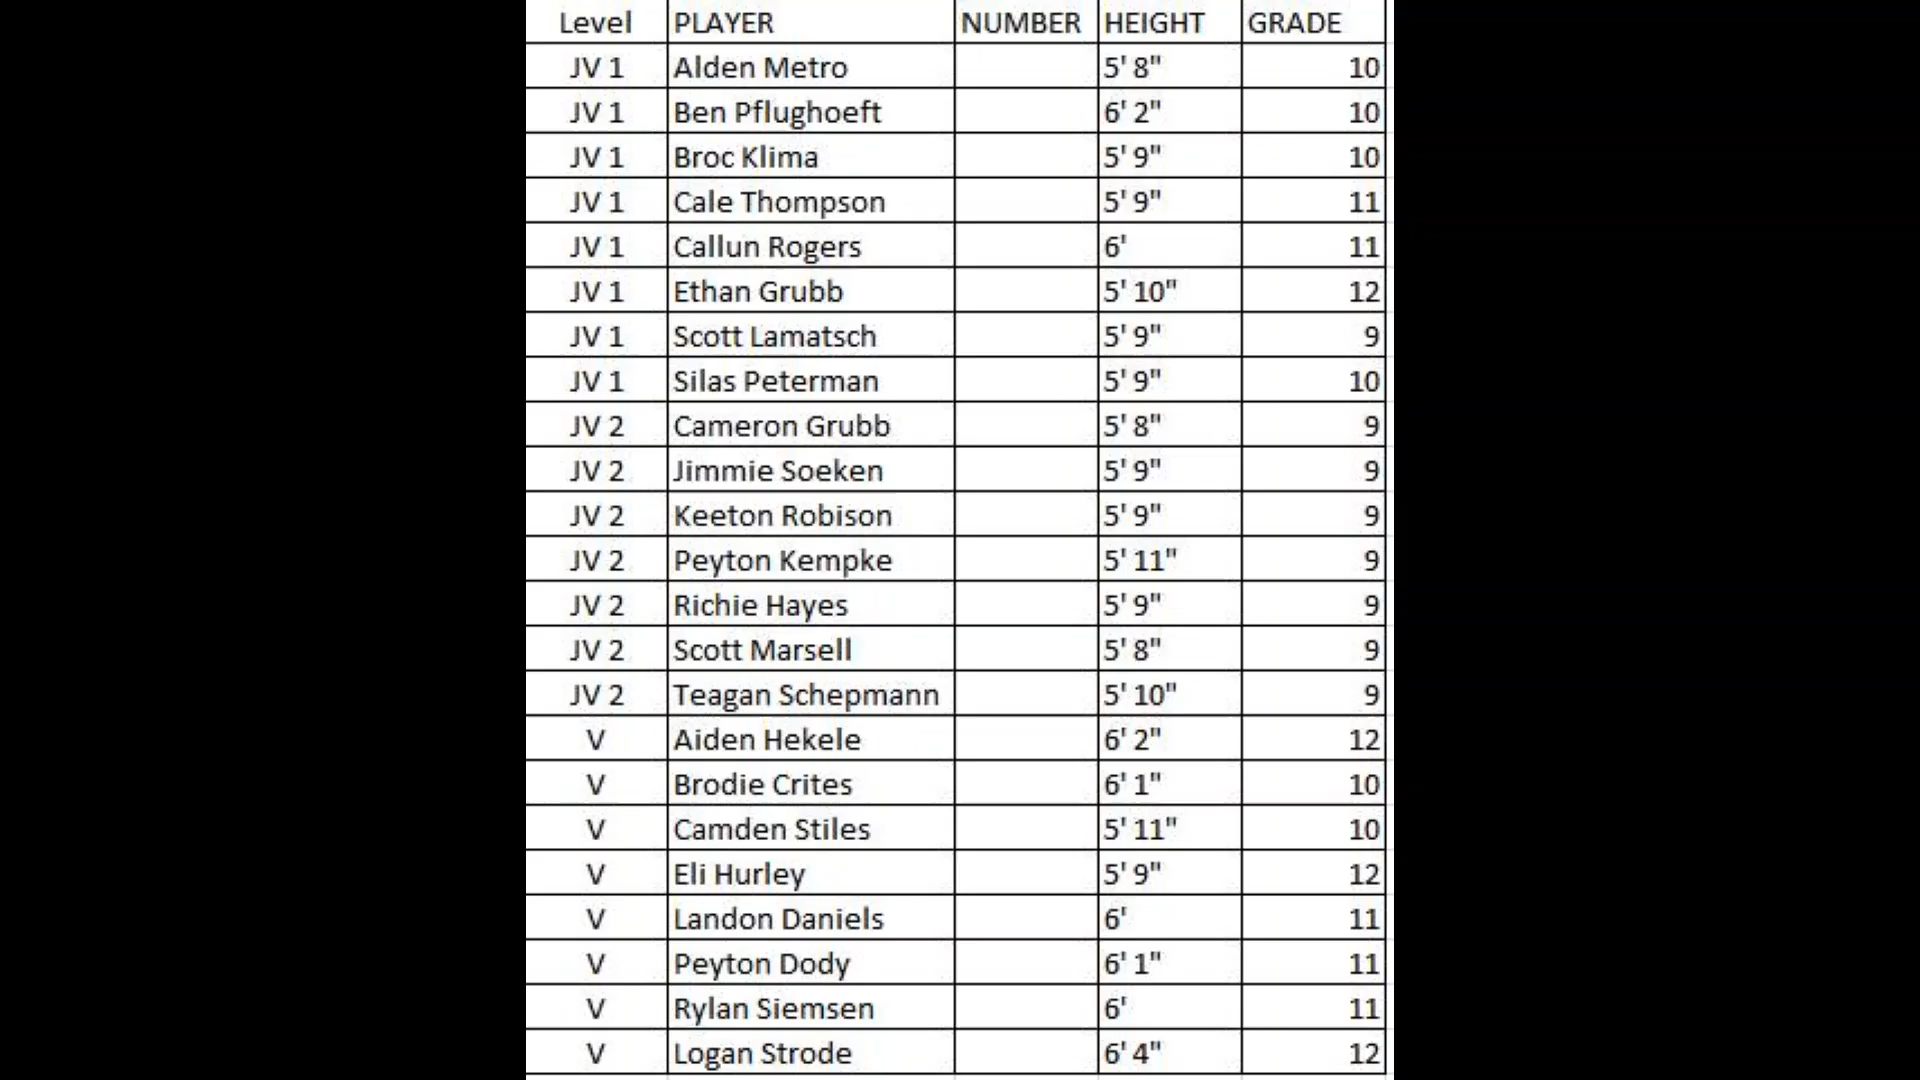 Level PLAYER NUMBER HEIGHT GRADE
JV 1 Alden Metro 5' 8" 10
JV 1 Ben Pflughoeft 6' 2" 10
JV 1 Broc Klima 5' 9" 10
JV 1 Cale Thompson 5' 9" 11
JV 1 Callun Rogers 6' 11
JV 1 Ethan Grubb 5' 10" 12
JV 1 Scott Lamatsch 5' 9" 9
JV 1 Silas Peterman 5' 9" 10
JV 2 Cameron Grubb 5' 8" 9
JV 2 Jimmie Soeken 5' 9" 9
JV 2 Keeton Robison 5' 9" 9
JV 2 Peyton Kempke 5' 11" 9
JV 2 Richie Hayes 5' 9" 9
JV 2 Scott Marsell 5' 8" 9
JV 2 Teagan Schepmann 5' 10" 9
V Aiden Hekele 6' 2" 12
V Brodie Crites 6' 1" 10
V Camden Stiles 5' 11" 10
V Eli Hurley 5' 9" 12
V Landon Daniels 6' 11
V Peyton Dody 6' 1" 11
V Rylan Siemsen 6' 11
V Logan Strode 6' 4" 12